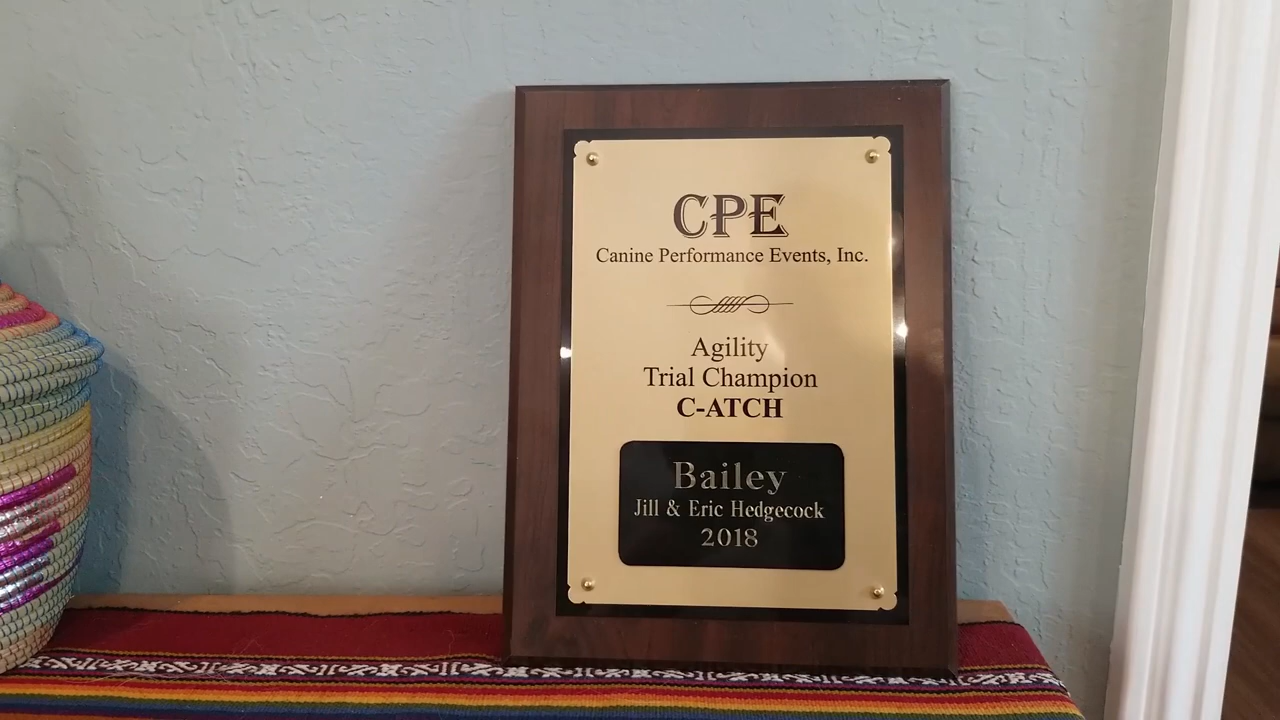 CPE
Canine Performance Events, Inc.
Agility
Trial Champion
C-ATCH
Bailey
Jill & Eric Hedgecock
2018